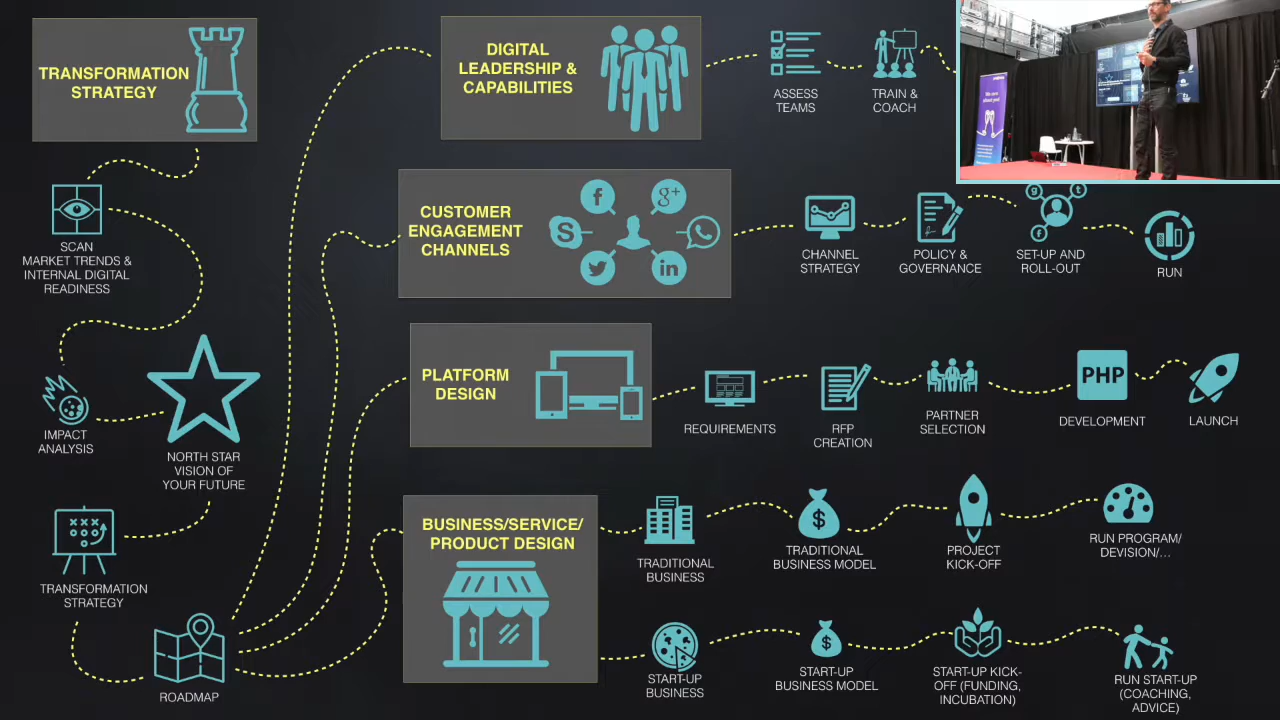 TRANSFORMATION
STRATEGY
SCAN
MARKET TRENDS &
INTERNAL DIGITAL
READINESS
IMPACT
ANALYSIS
NORTH STAR
VISION OF
YOUR FUTURE
TRANSFORMATION
STRATEGY
ROADMAP
DIGITAL
LEADERSHIP &
CAPABILITIES
ASSESS
TEAMS
TRAIN &
COACH
CUSTOMER
ENGAGEMENT
CHANNELS
CHANNEL
STRATEGY
POLICY &
GOVERNANCE
SET-UP AND
ROLL-OUT
RUN
PLATFORM
DESIGN
REQUIREMENTS
RFP
CREATION
PARTNER
SELECTION
PHP
DEVELOPMENT
LAUNCH
BUSINESS/SERVICE/
PRODUCT DESIGN
TRADITIONAL
BUSINESS
TRADITIONAL
BUSINESS MODEL
PROJECT
KICK-OFF
RUN PROGRAM/
DEVISION/...
START-UP
BUSINESS
START-UP
BUSINESS MODEL
START-UP KICK-
OFF (FUNDING,
INCUBATION)
RUN START-UP
(COACHING,
ADVICE)